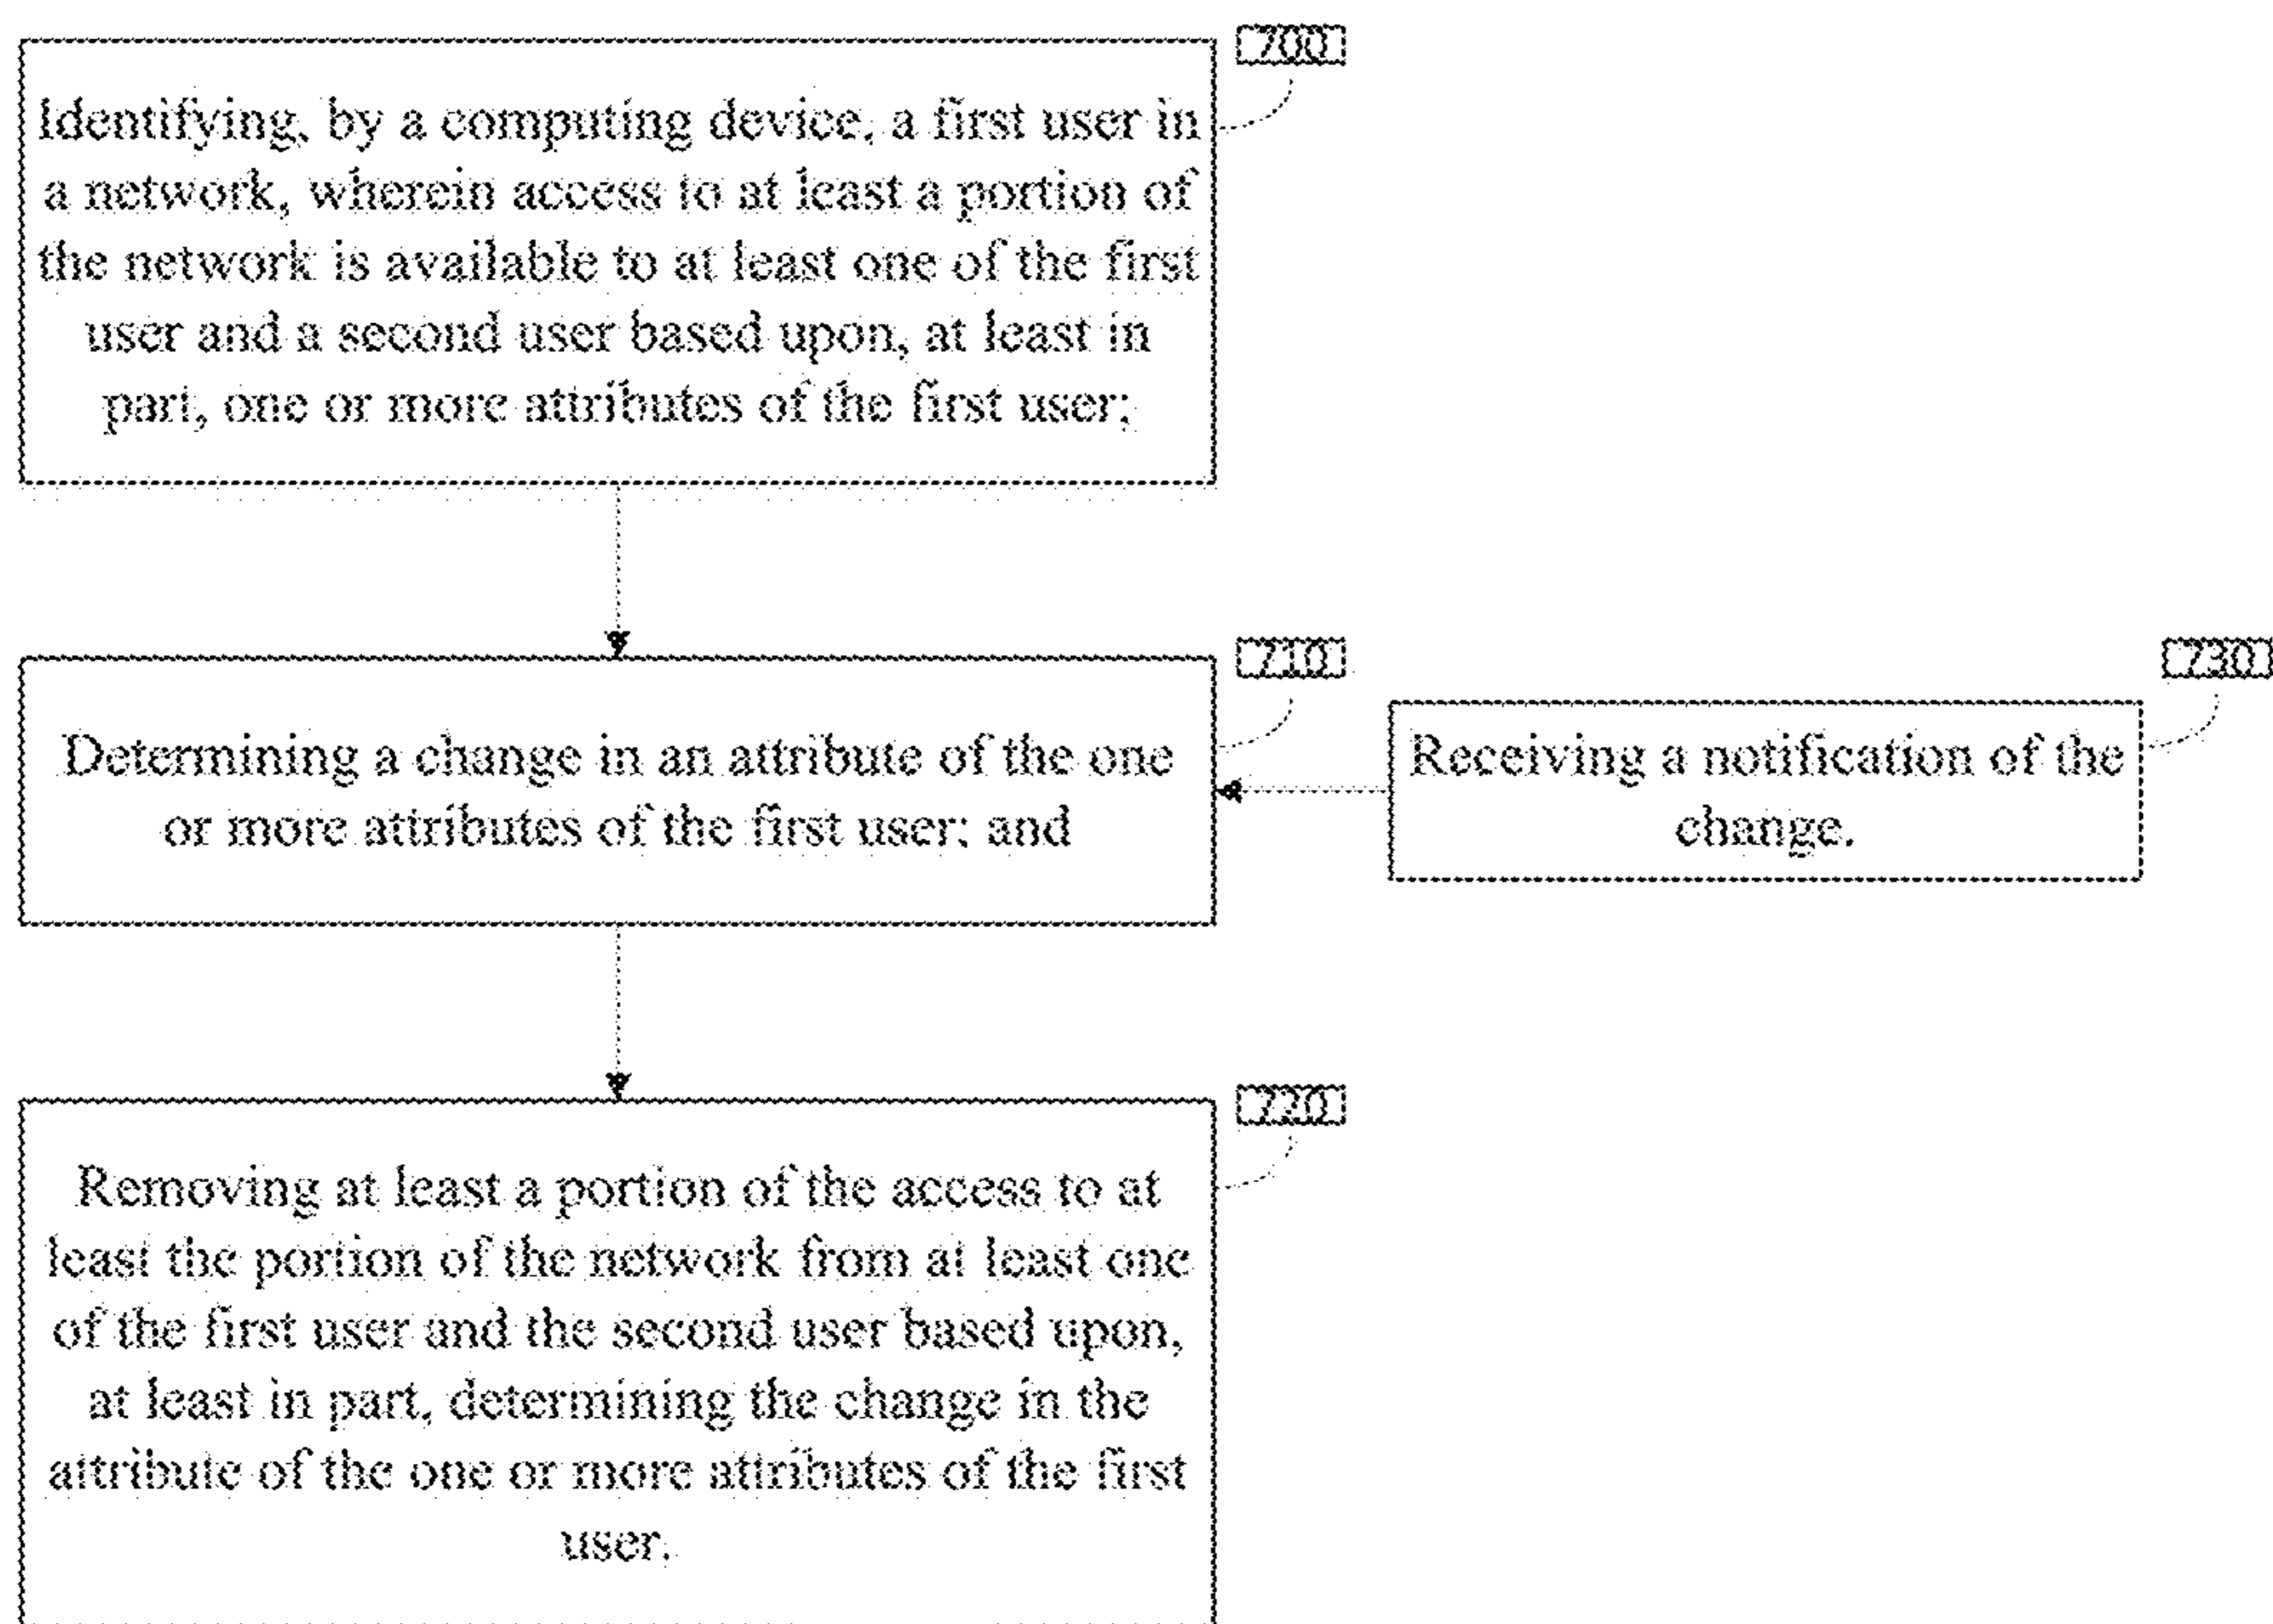 700
Identifying, by a computing device, a first user in
a network, wherein access to at least a portion of
the network is available to at least one of the first
user and a second user based upon, at least in
part, one or more attributes of the first user;
710
730
Determining a change in an attribute of the one
or more attributes of the first user; and
Receiving a notification of the
change.
720
Removing at least a portion of the access to at
least the portion of the network from at least one
of the first user and the second user based upon,
at least in part, determining the change in the
attribute of the one or more attributes of the first
user.